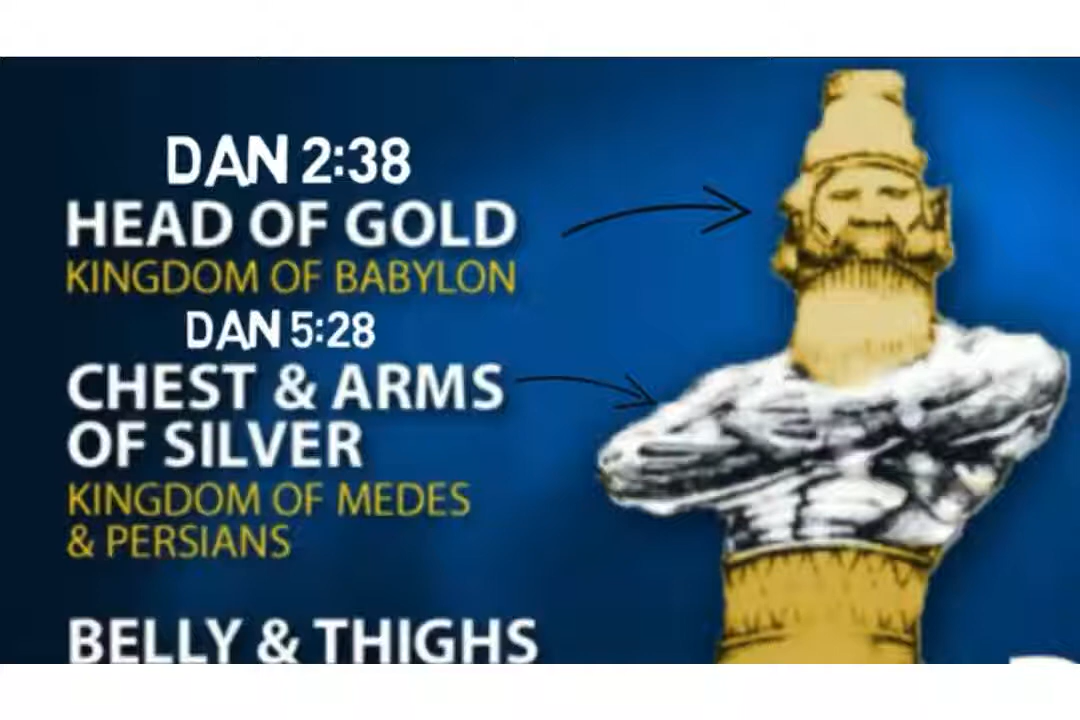 DAN 2:38
HEAD OF GOLD
KINGDOM OF BABYLON
DAN 5:28
CHEST & ARMS
OF SILVER
KINGDOM OF MEDES
& PERSIANS
BELLY & THIGHS